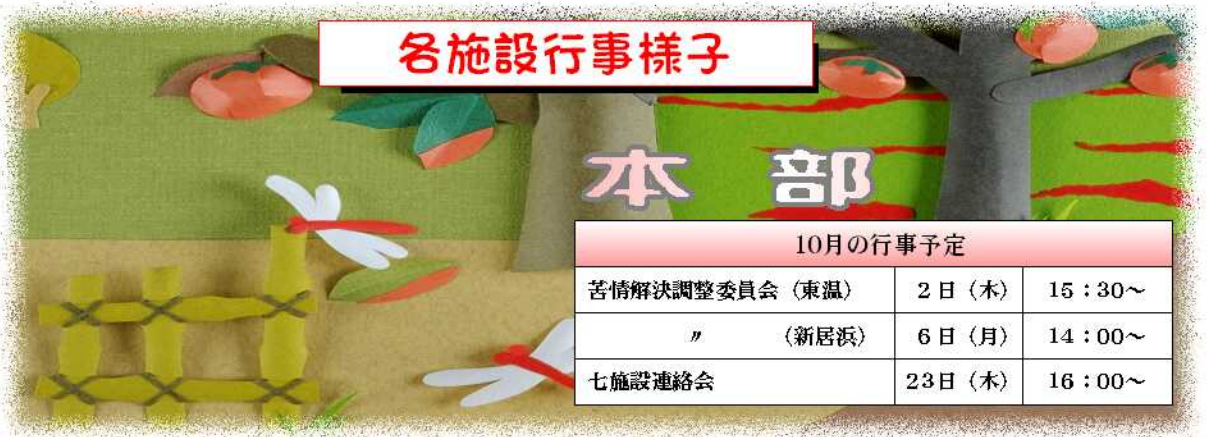 各施設行事様子
本 部
10月の行事予定
苦情解決調整委員会（東温） 2日（木） 15：30～
〃 （新居浜） 6日（月） 14：00～
七施設連絡会 23日（木） 16：00～